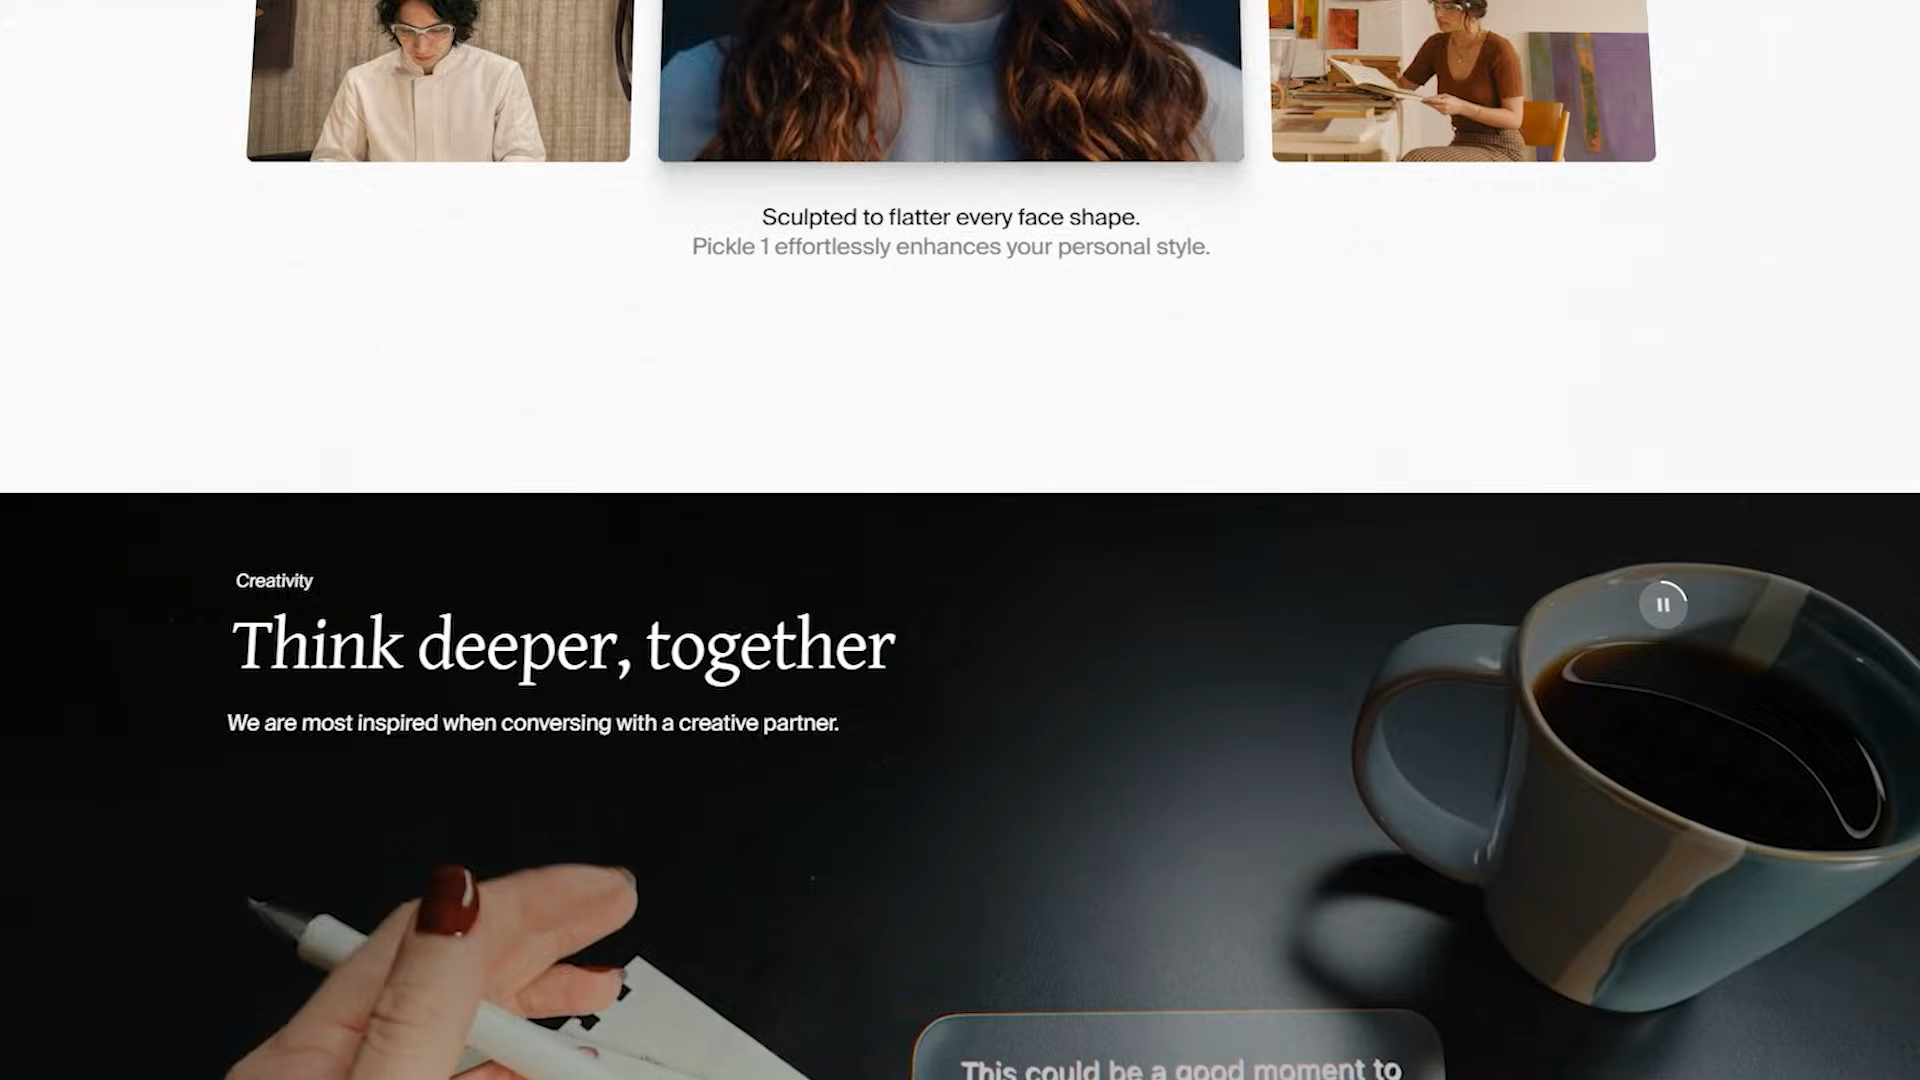 Sculpted to flatter every face shape.
Pickle 1 effortlessly enhances your personal style.
Creativity
Think deeper, together
We are most inspired when conversing with a creative partner.
This could be a good moment to